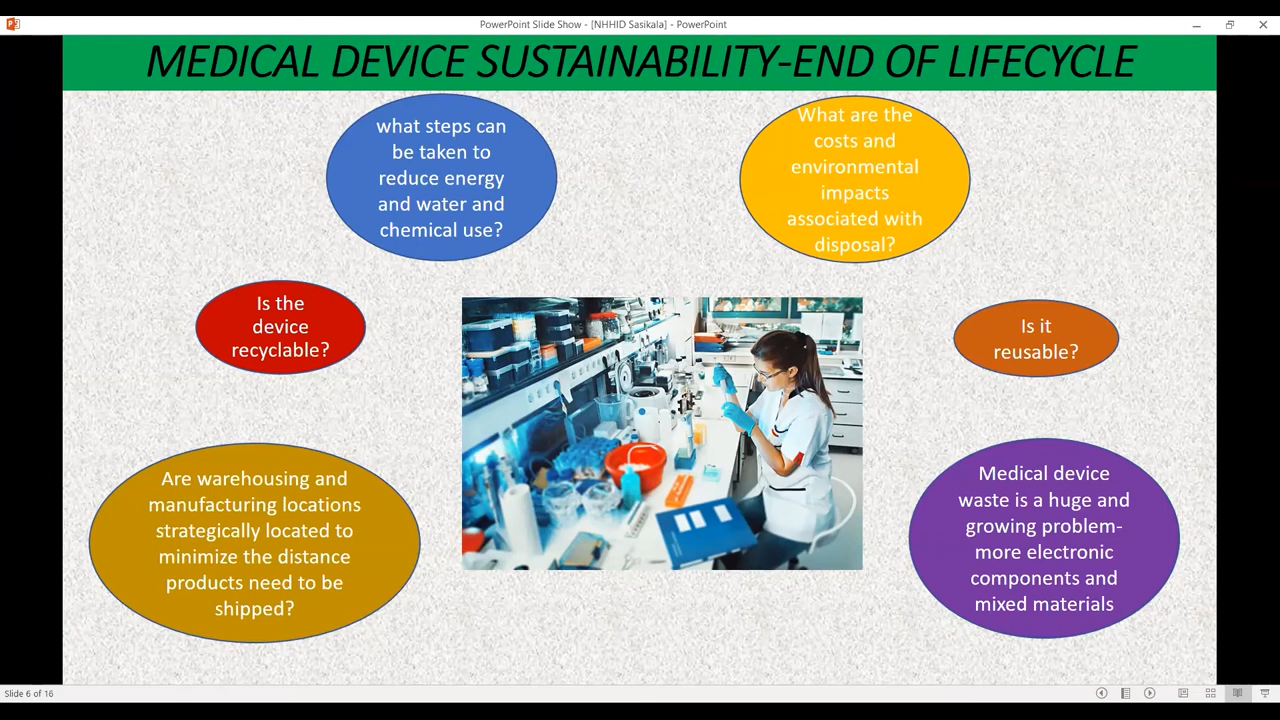 PowerPoint Slide Show - [NHHID Sasikala] - PowerPoint
MEDICAL DEVICE SUSTAINABILITY-END OF LIFECYCLE
what steps can
be taken to
reduce energy
and water and
chemical use?
What are the
costs and
environmental
impacts
associated with
disposal?
Is the
device
recyclable?
Is it
reusable?
Are warehousing and
manufacturing locations
strategically located to
minimize the distance
products need to be
shipped?
Medical device
waste is a huge and
growing problem-
more electronic
components and
mixed materials
Slide 6 of 16